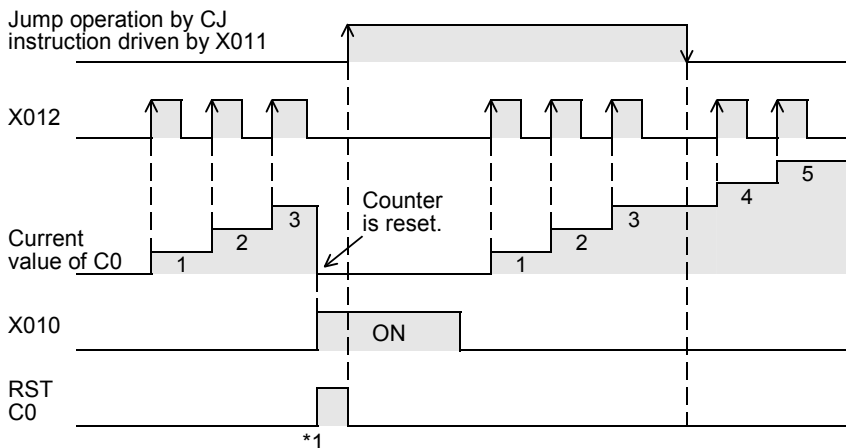 Jump operation by CJ
instruction driven by X011
X012
Counter
is reset.
Current
value of C0
1
2
3
1
2
3
4
5
X010
ON
RST
C0
*1